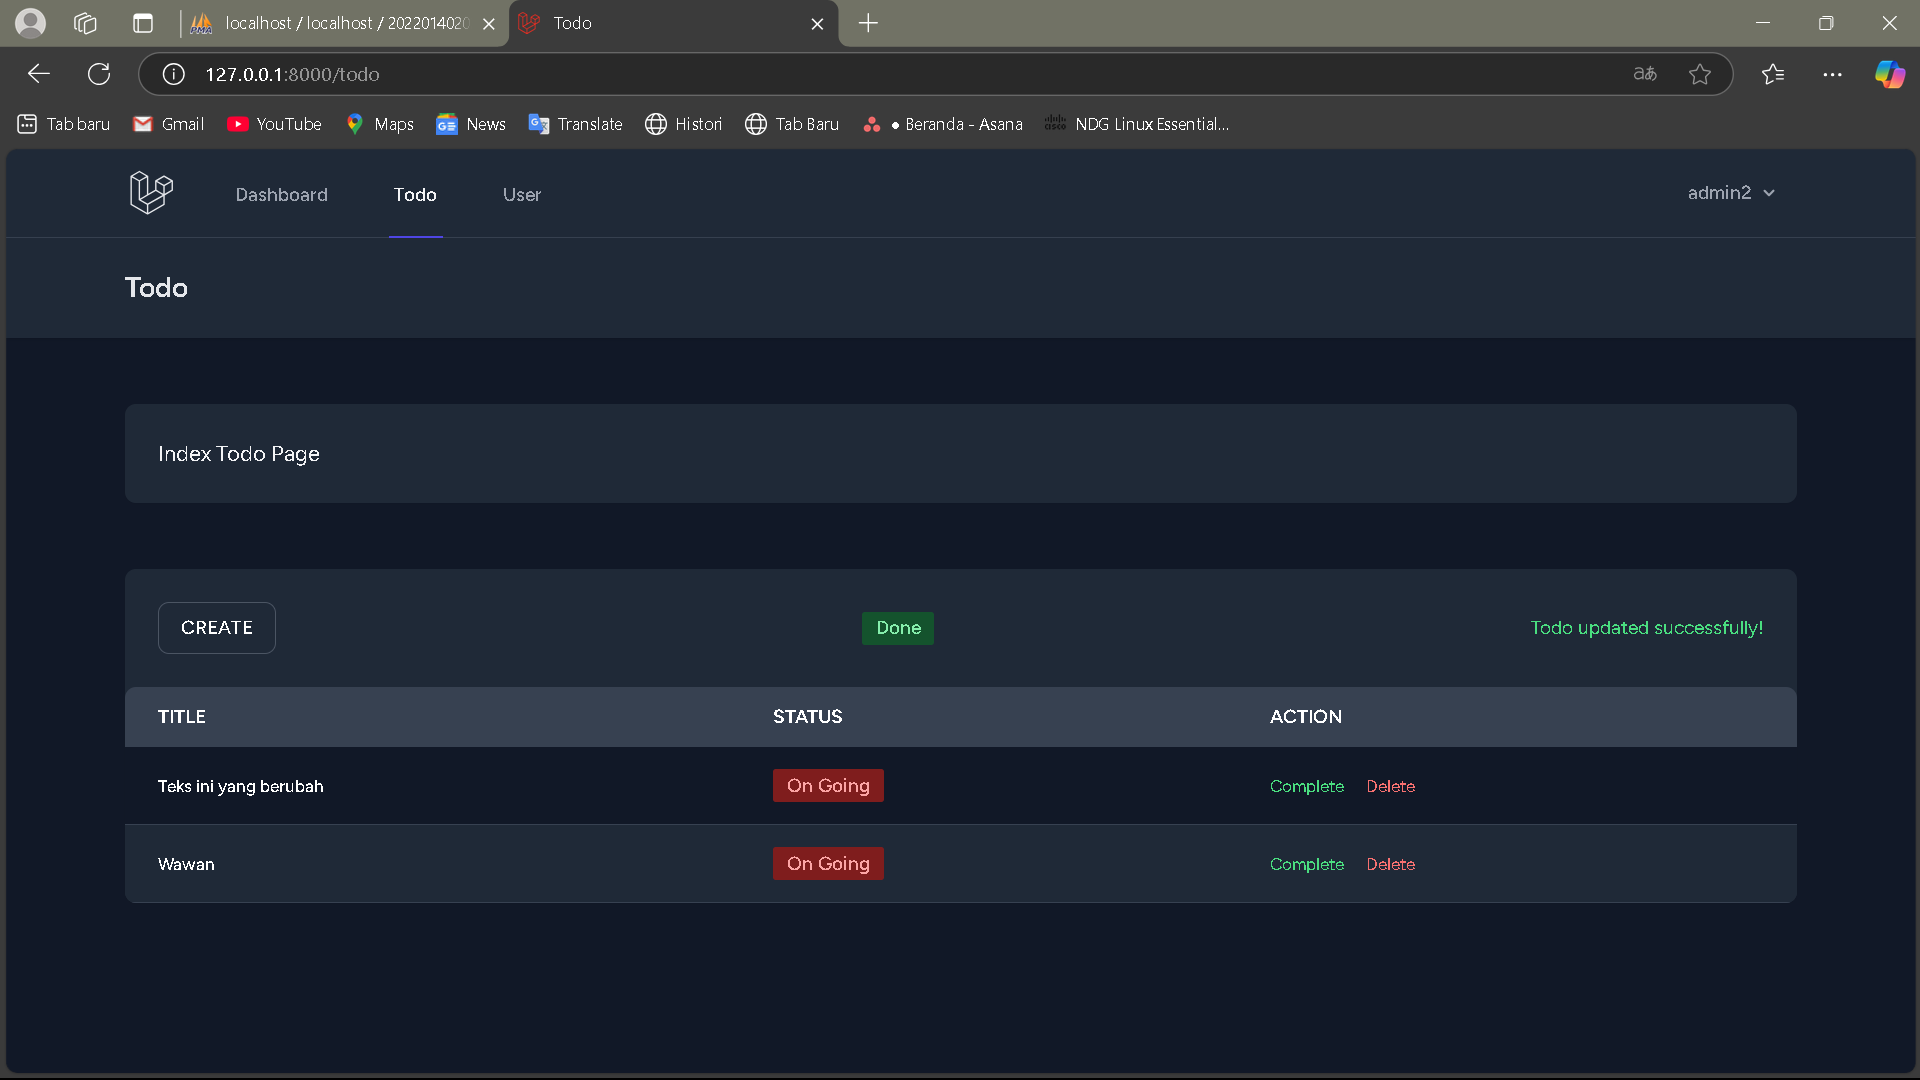 localhost / localhost / 2022014020
Todo
127.0.0.1:8000/todo
Tab baru
Gmail
YouTube
Maps
News
Translate
Histori
Tab Baru
● Beranda - Asana
NDG Linux Essential...
Dashboard
Todo
User
admin2
Todo
Index Todo Page
CREATE
Done
Todo updated successfully!
TITLE STATUS ACTION
Teks ini yang berubah On Going Complete Delete
Wawan On Going Complete Delete